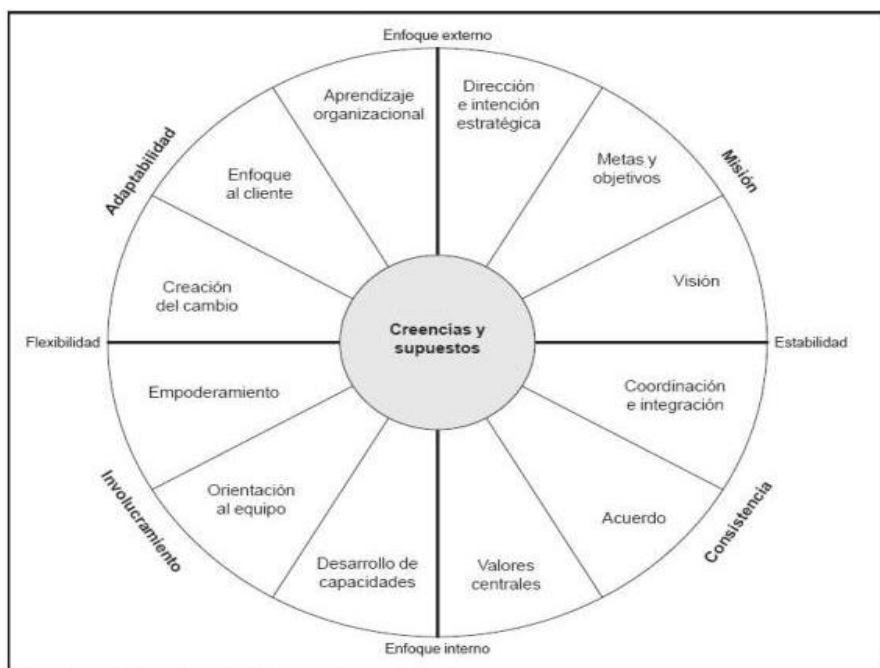 Enfoque externo
Aprendizaje
organizacional
Dirección
e intención
estratégica
Adaptabilidad
Enfoque
al cliente
Metas y
objetivos
Misión
Creación
del cambio
Visión
Creencias y
supuestos
Flexibilidad
Estabilidad
Empoderamiento
Coordinación
e integración
Orientación
al equipo
Acuerdo
Involucramiento
Consistencia
Desarrollo de
capacidades
Valores
centrales
Enfoque interno